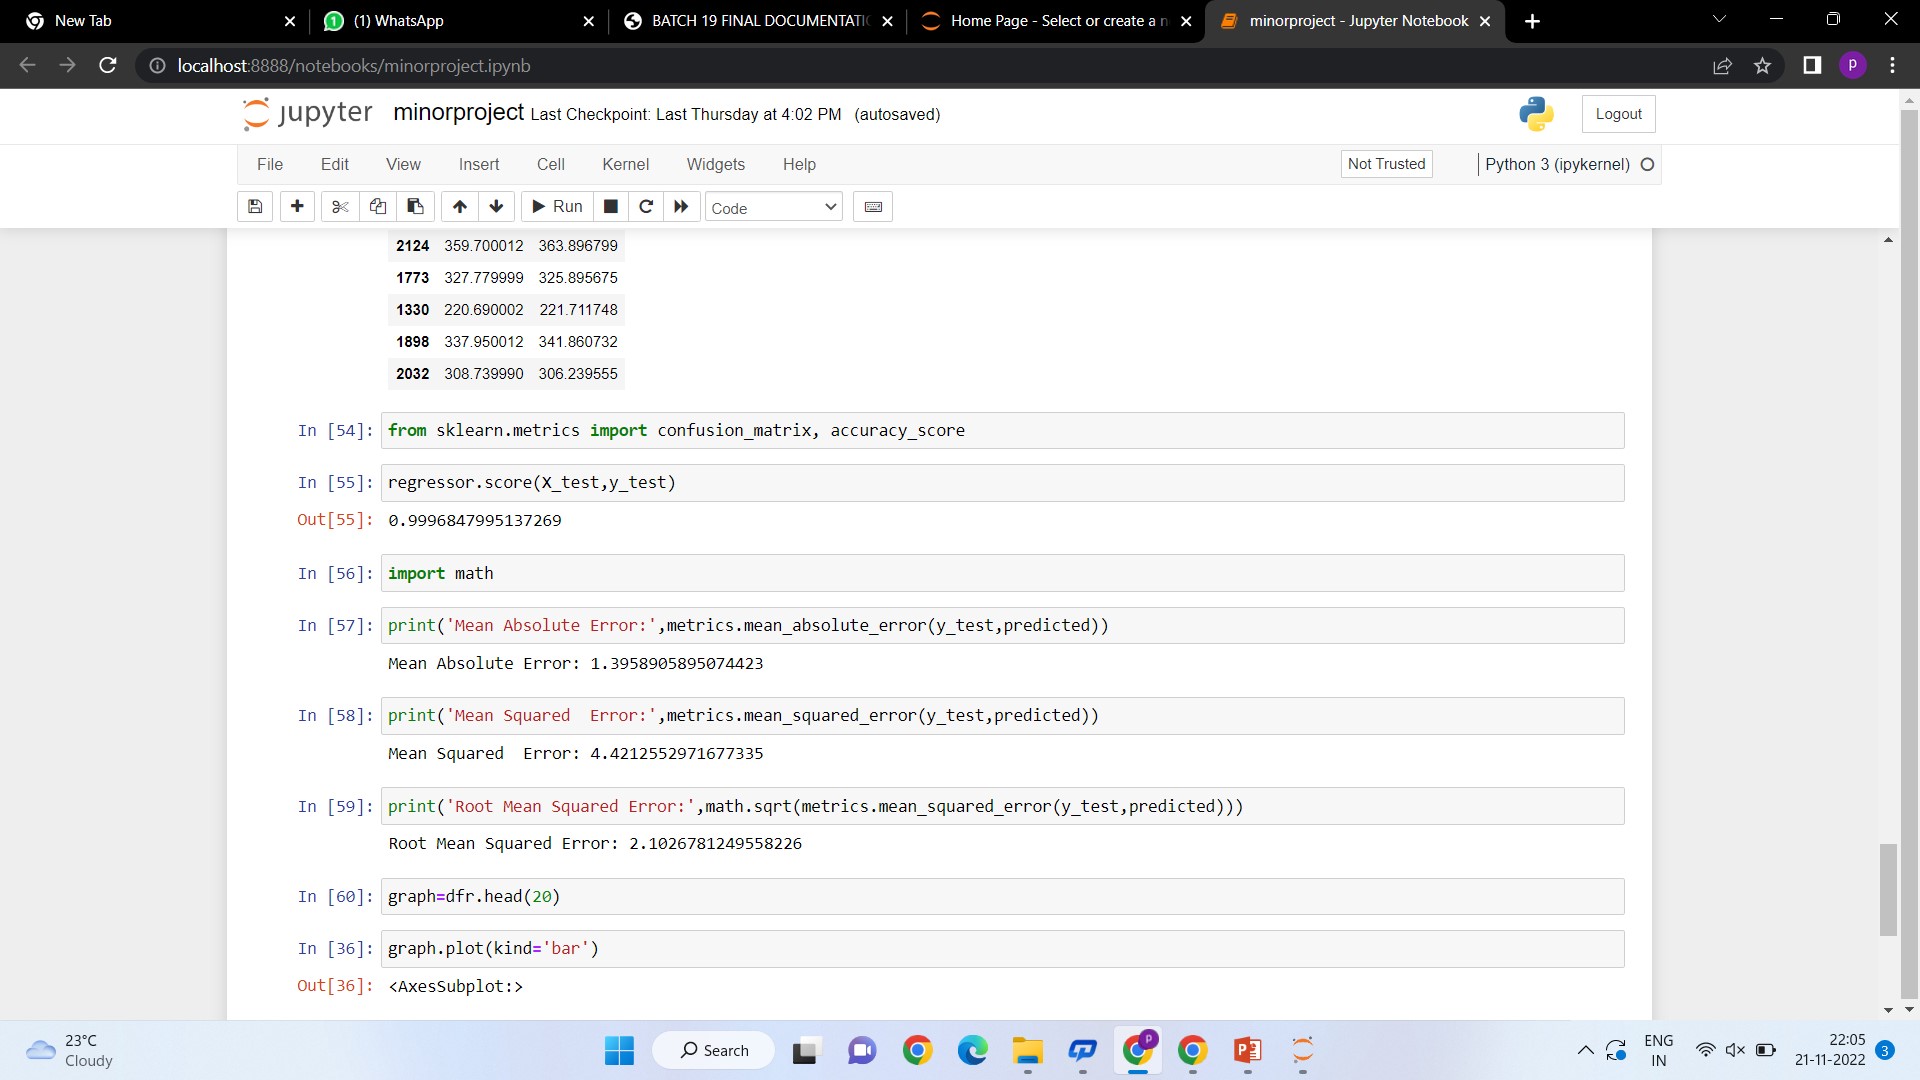 New Tab
(1) WhatsApp
BATCH 19 FINAL DOCUMENTATI
Home Page - Select or create a n
minorproject - Jupyter Notebook
localhost:8888/notebooks/minorproject.ipynb
P
jupyter minorproject Last Checkpoint: Last Thursday at 4:02 PM (autosaved)
Logout
File Edit View Insert Cell Kernel Widgets Help
Not Trusted
Python 3 (ipykernel)
Run
Code
2124 359.700012 363.896799
1773 327.779999 325.895675
1330 220.690002 221.711748
1898 337.950012 341.860732
2032 308.739990 306.239555
In [54]: from sklearn.metrics import confusion_matrix, accuracy_score
In [55]: regressor.score(X_test,y_test)
Out[55]: 0.9996847995137269
In [56]: import math
In [57]: print('Mean Absolute Error:',metrics.mean_absolute_error(y_test,predicted))
Mean Absolute Error: 1.3958905895074423
In [58]: print('Mean Squared  Error:',metrics.mean_squared_error(y_test,predicted))
Mean Squared  Error: 4.4212552971677335
In [59]: print('Root Mean Squared Error:',math.sqrt(metrics.mean_squared_error(y_test,predicted)))
Root Mean Squared Error: 2.1026781249558226
In [60]: graph=dfr.head(20)
In [36]: graph.plot(kind='bar')
Out[36]: <AxesSubplot:>
23°C
Cloudy
Search
P
ENG
IN
22:05
21-11-2022
3